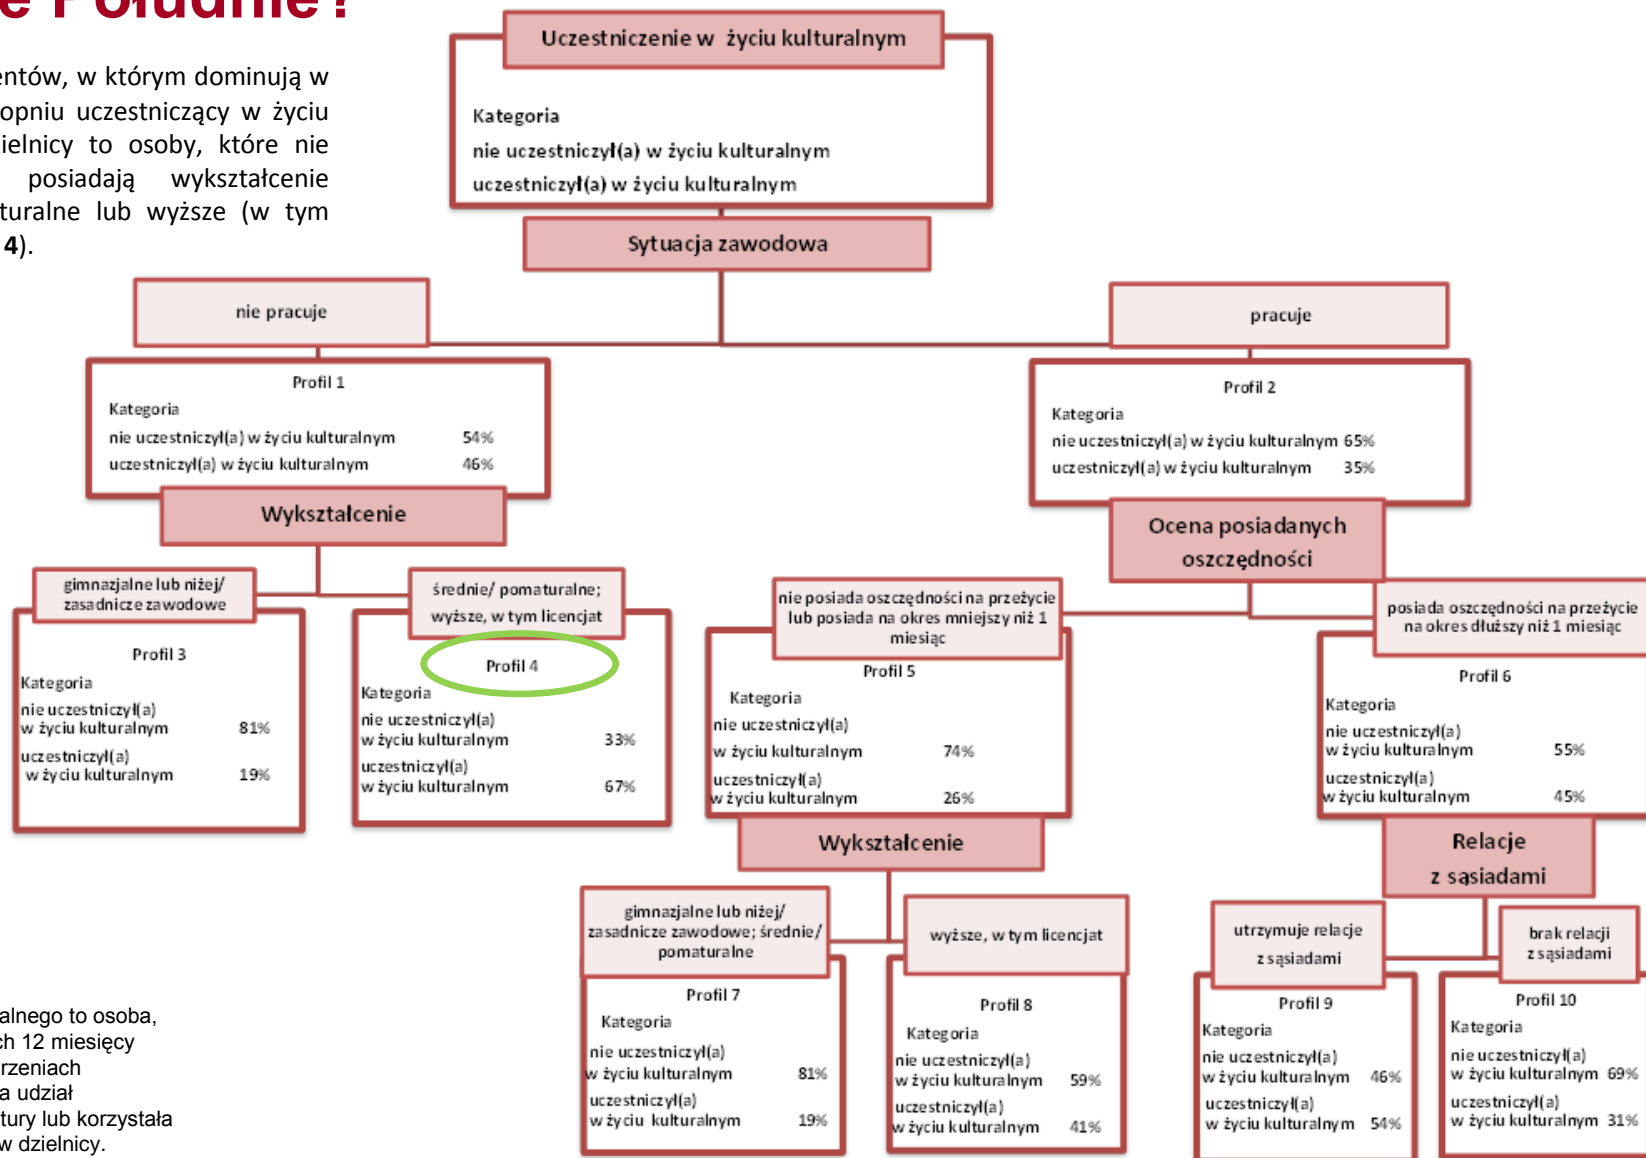 e Południe?
entów, w którym dominują w
opniu uczestniczący w życiu
zielnicy to osoby, które nie
posiadają wykształcenie
turalne lub wyższe (w tym
4).
Uczestniczenie w życiu kulturalnym
Kategoria
nie uczestniczył(a) w życiu kulturalnym
uczestniczył(a) w życiu kulturalnym
Sytuacja zawodowa
nie pracuje
pracuje
Profil 1
Kategoria
nie uczestniczył(a) w życiu kulturalnym 54%
uczestniczył(a) w życiu kulturalnym 46%
Profil 2
Kategoria
nie uczestniczył(a) w życiu kulturalnym 65%
uczestniczył(a) w życiu kulturalnym 35%
Wykształcenie
Ocena posiadanych
oszczędności
gimnazjalne lub niżej/
zasadnicze zawodowe
średnie/ pomaturalne;
wyższe, w tym licencjat
nie posiada oszczędności na przeżycie
lub posiada na okres mniejszy niż 1
miesiąc
posiada oszczędności na przeżycie
na okres dłuższy niż 1 miesiąc
Profil 3
Kategoria
nie uczestniczył(a)
w życiu kulturalnym 81%
uczestniczył(a)
w życiu kulturalnym 19%
Profil 4
Kategoria
nie uczestniczył(a)
w życiu kulturalnym 33%
uczestniczył(a)
w życiu kulturalnym 67%
Profil 5
Kategoria
nie uczestniczył(a)
w życiu kulturalnym 74%
uczestniczył(a)
w życiu kulturalnym 26%
Profil 6
Kategoria
nie uczestniczył(a)
w życiu kulturalnym 55%
uczestniczył(a)
w życiu kulturalnym 45%
Wykształcenie
Relacje
z sąsiadami
gimnazjalne lub niżej/
zasadnicze zawodowe; średnie/
pomaturalne
wyższe, w tym licencjat
utrzymuje relacje
z sąsiadami
brak relacji
z sąsiadami
Profil 7
Kategoria
nie uczestniczył(a)
w życiu kulturalnym 81%
uczestniczył(a)
w życiu kulturalnym 19%
Profil 8
Kategoria
nie uczestniczył(a)
w życiu kulturalnym 59%
uczestniczył(a)
w życiu kulturalnym 41%
Profil 9
Kategoria
nie uczestniczył(a)
w życiu kulturalnym 46%
uczestniczył(a)
w życiu kulturalnym 54%
Profil 10
Kategoria
nie uczestniczył(a)
w życiu kulturalnym 69%
uczestniczył(a)
w życiu kulturalnym 31%
alnego to osoba,
ch 12 miesięcy
rzeniach
a udział
tury lub korzystała
w dzielnicy.